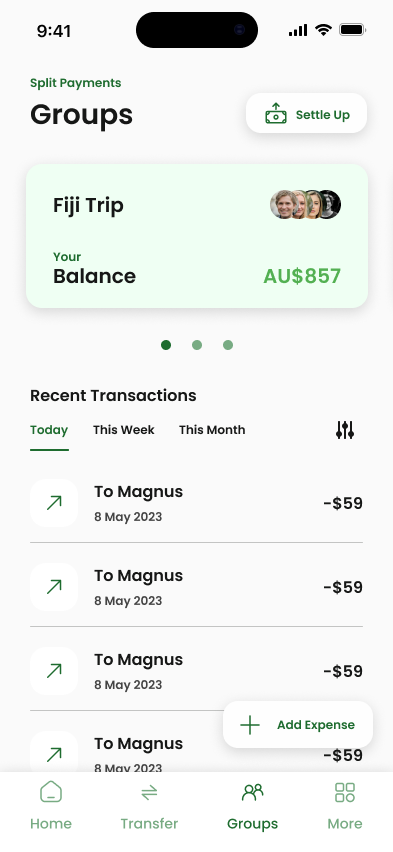 9:41
Split Payments
Groups
Settle Up
Fiji Trip
Your
Balance
AU$857
Recent Transactions
Today This Week This Month
To Magnus
8 May 2023
-$59
To Magnus
8 May 2023
-$59
To Magnus
8 May 2023
-$59
Add Expense
To Magnus
8 May 2023
-$59
Home Transfer Groups More